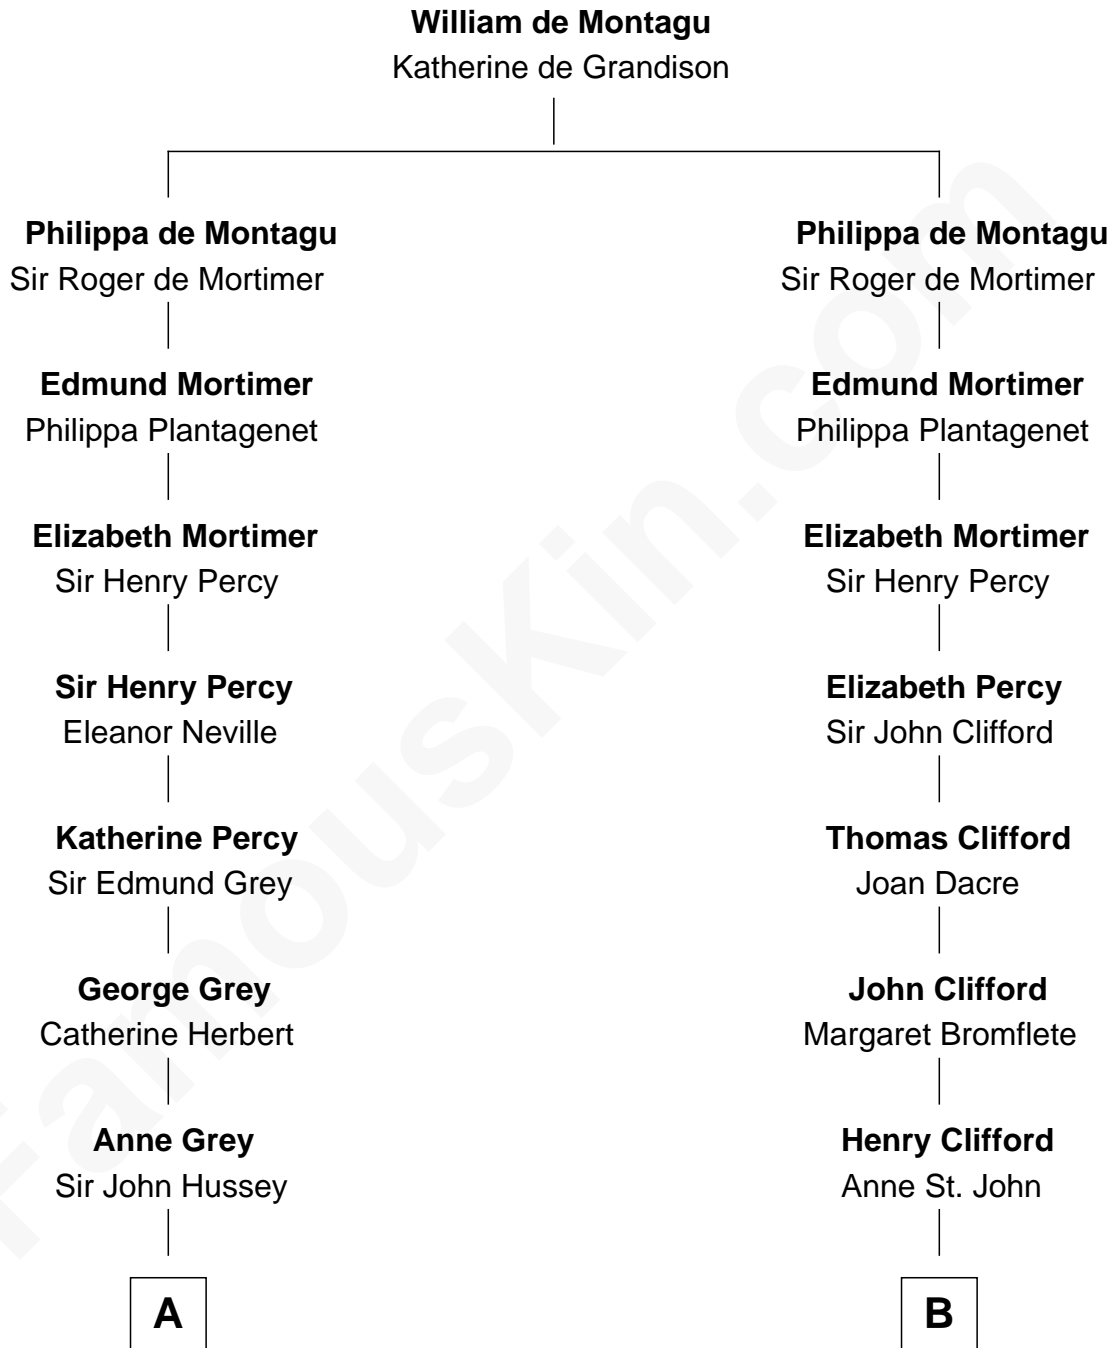 William de Montagu
Katherine de Grandison
Philippa de Montagu
Sir Roger de Mortimer
Edmund Mortimer
Philippa Plantagenet
Elizabeth Mortimer
Sir Henry Percy
Sir Henry Percy
Eleanor Neville
Katherine Percy
Sir Edmund Grey
George Grey
Catherine Herbert
Anne Grey
Sir John Hussey
A
Philippa de Montagu
Sir Roger de Mortimer
Edmund Mortimer
Philippa Plantagenet
Elizabeth Mortimer
Sir Henry Percy
Elizabeth Percy
Sir John Clifford
Thomas Clifford
Joan Dacre
John Clifford
Margaret Bromflete
Henry Clifford
Anne St. John
B
FamousKin.com